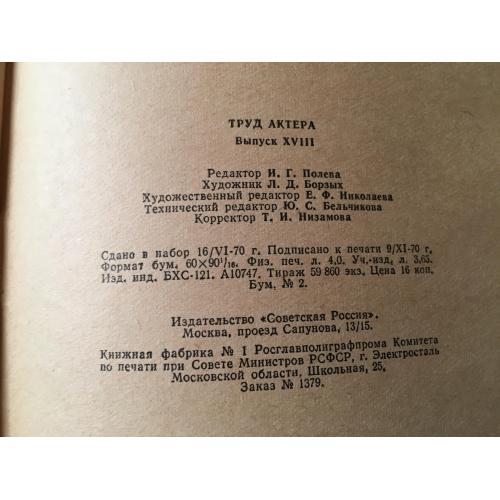 ТРУД АКТЕРА
Выпуск XVIII
Редактор И. Г. Полева
Художник Л. Д. Борзых
Художественный редактор Е. Ф. Николаева
Технический редактор Ю. С. Бельчикова
Корректор Т. И. Низамова
Сдано в набор 16/VI-70 г. Подписано к печати 9/XI-70 г.
Формат бум. 60×90¹/₁₆. Физ. печ. л. 4,0. Уч.-изд. л. 3,65.
Изд. инд. БХС-121. А10747. Тираж 59 860 экз. Цена 16 коп.
Бум. № 2.
Издательство «Советская Россия».
Москва, проезд Сапунова, 13/15.
Книжная фабрика № 1 Росглавполиграфпрома Комитета
по печати при Совете Министров РСФСР, г. Электросталь
Московской области, Школьная, 25.
Заказ № 1379.